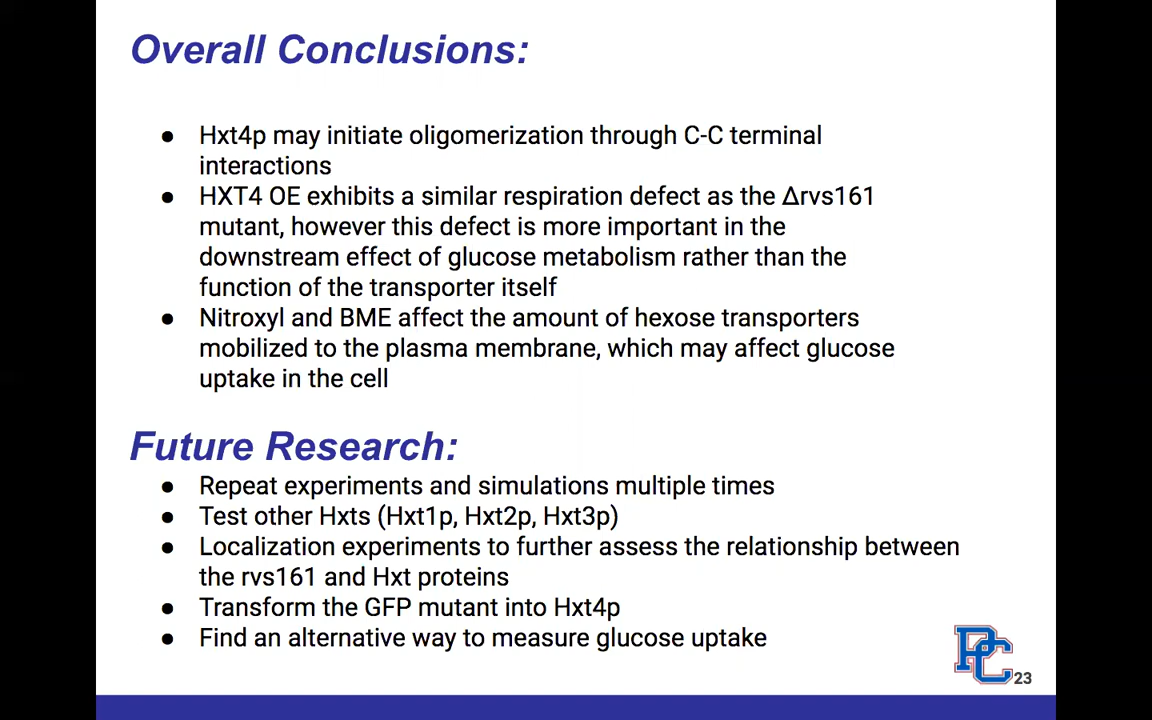 Overall Conclusions:
● Hxt4p may initiate oligomerization through C-C terminal
interactions
● HXT4 OE exhibits a similar respiration defect as the Δrvs161
mutant, however this defect is more important in the
downstream effect of glucose metabolism rather than the
function of the transporter itself
● Nitroxyl and BME affect the amount of hexose transporters
mobilized to the plasma membrane, which may affect glucose
uptake in the cell
Future Research:
● Repeat experiments and simulations multiple times
● Test other Hxts (Hxt1p, Hxt2p, Hxt3p)
● Localization experiments to further assess the relationship between
the rvs161 and Hxt proteins
● Transform the GFP mutant into Hxt4p
● Find an alternative way to measure glucose uptake
PC
23